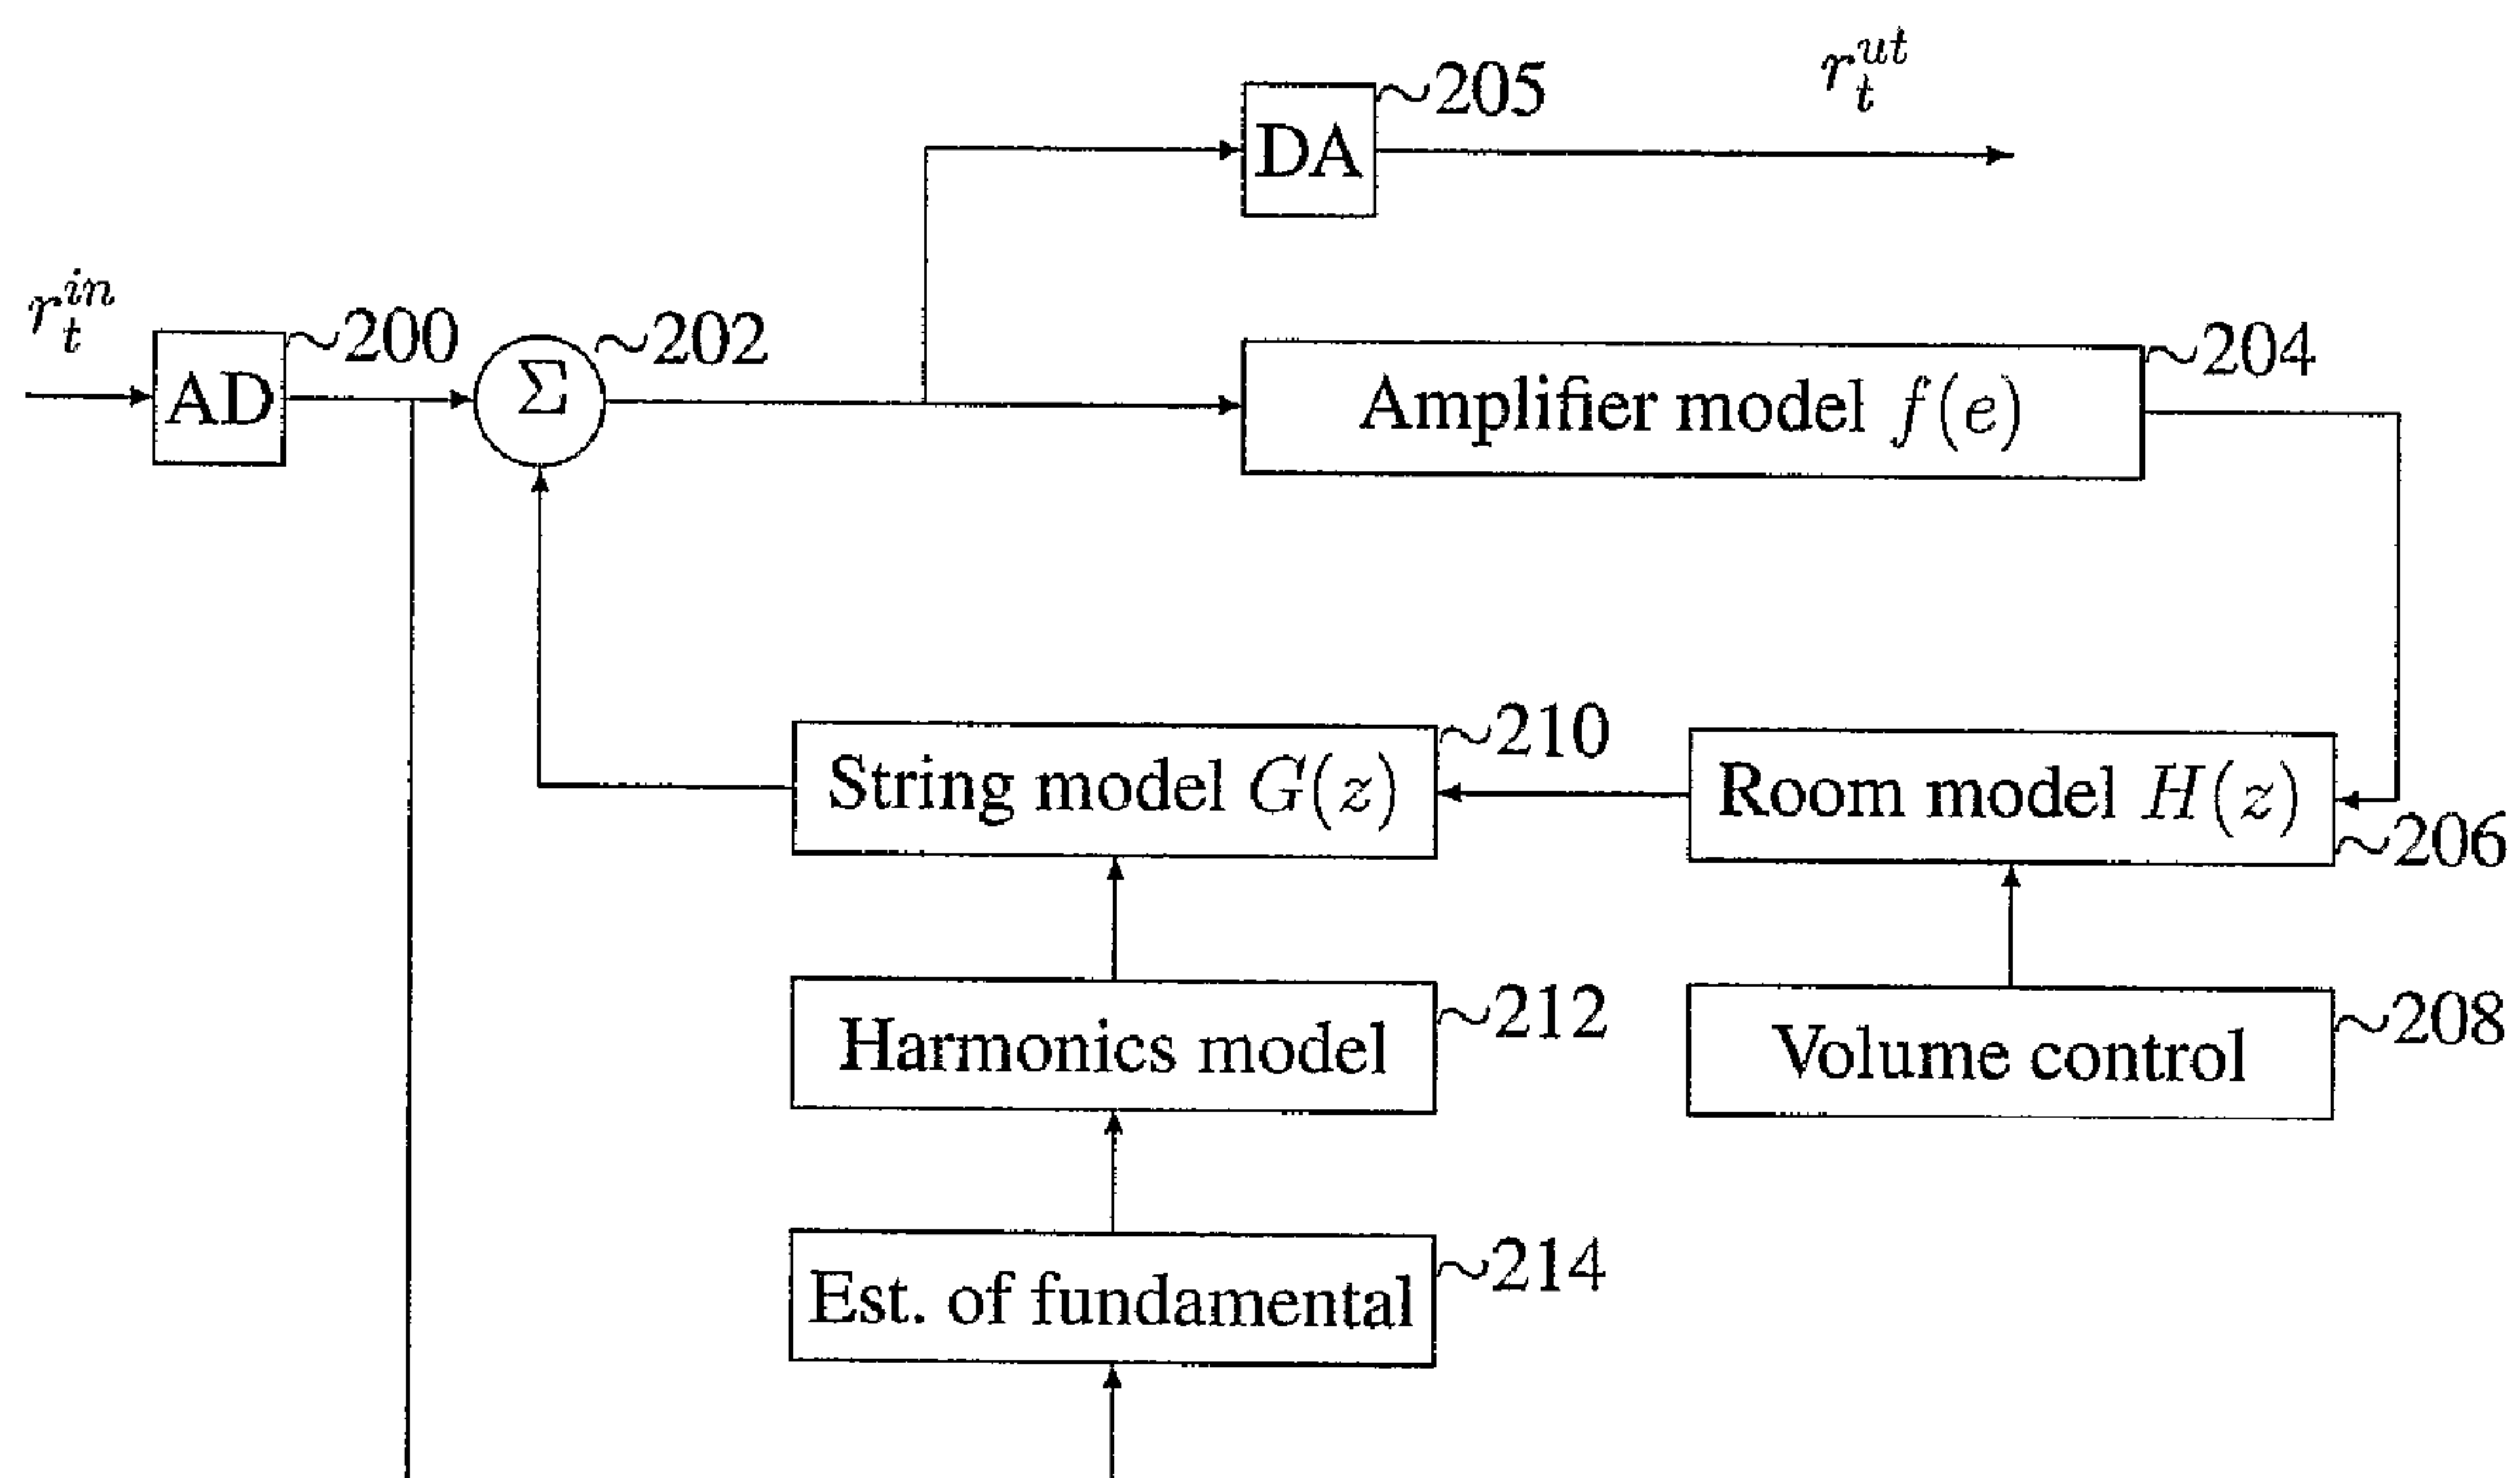 r_t^{ut}
205
DA
r_t^{in}
200
202
204
AD
Σ
Amplifier model f(e)
210
String model G(z)
Room model H(z)
206
212
208
Harmonics model
Volume control
214
Est. of fundamental